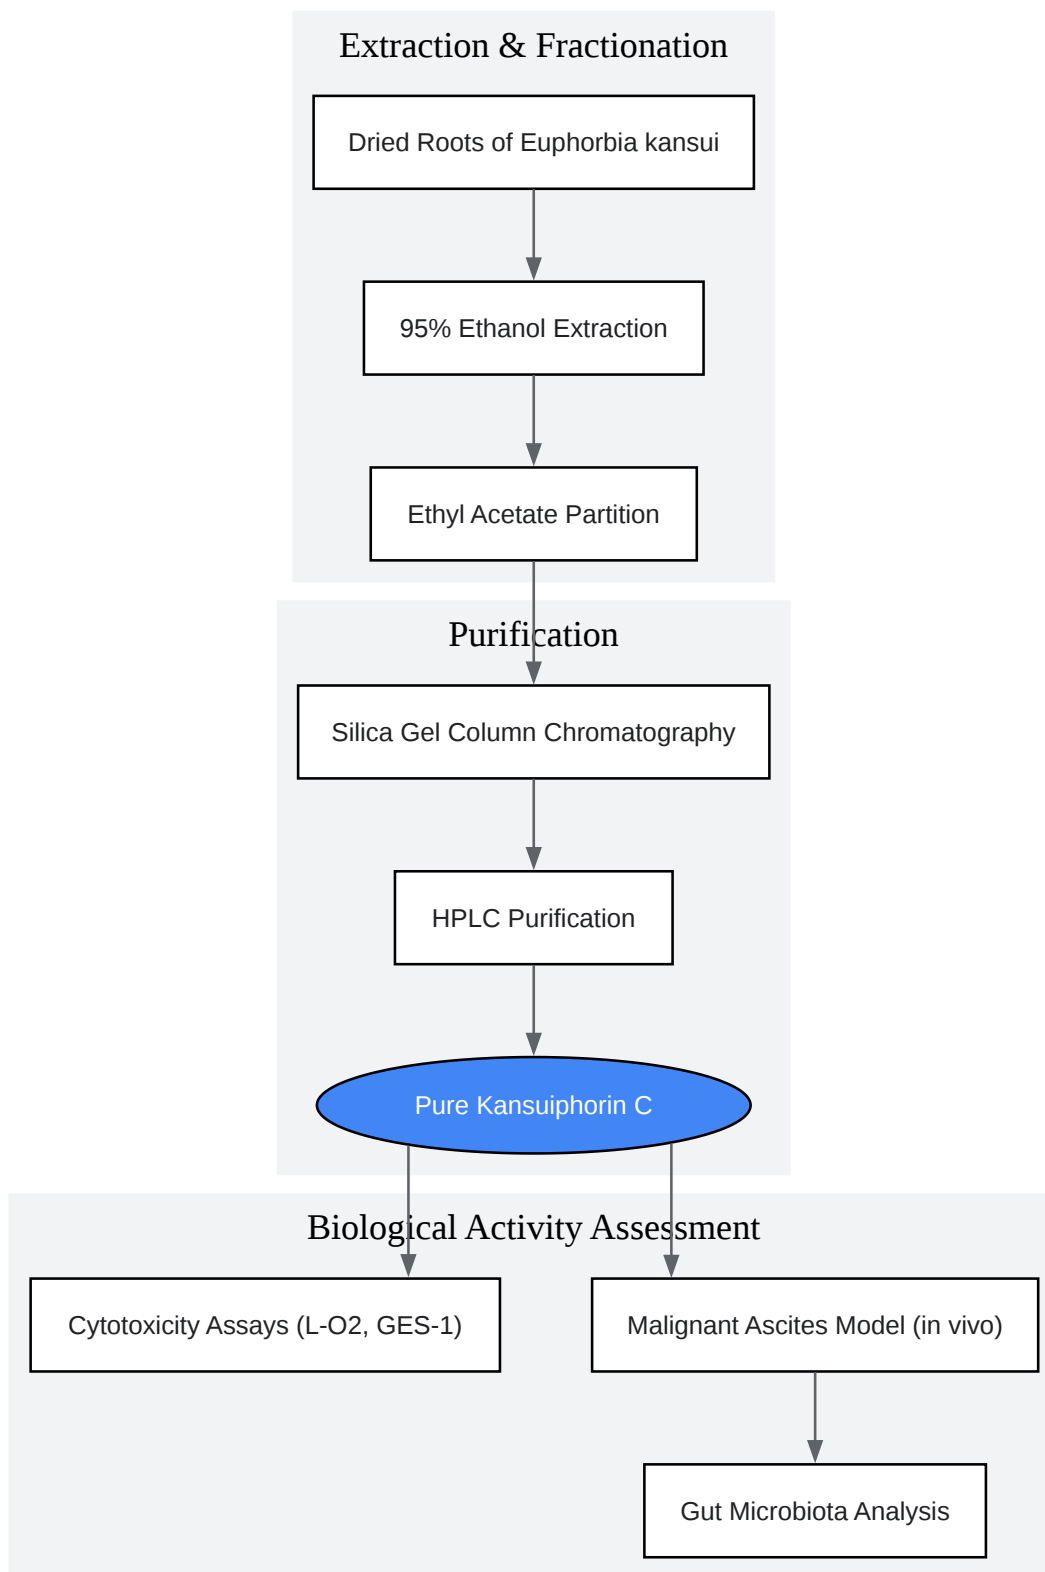 Extraction & Fractionation
Dried Roots of Euphorbia kansui
95% Ethanol Extraction
Ethyl Acetate Partition
Purification
Silica Gel Column Chromatography
HPLC Purification
Pure Kansuiphorin C
Biological Activity Assessment
Cytotoxicity Assays (L-O2, GES-1)
Malignant Ascites Model (in vivo)
Gut Microbiota Analysis